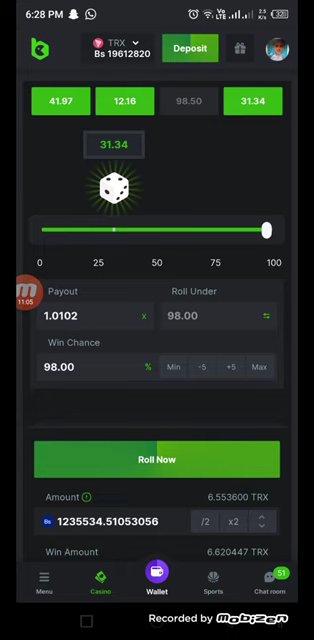 6:28 PM
TRX
Bs 19612820
Deposit
41.97 12.16 98.50 31.34
31.34
0 25 50 75 100
11:05
Payout Roll Under
1.0102 x 98.00
Win Chance
98.00 % Min -5 +5 Max
Roll Now
Amount 6.553600 TRX
Bs 1235534.51053056 /2 x2
Win Amount 6.620447 TRX
51
Menu Casino Wallet Sports Chat room
Recorded by Mobizen